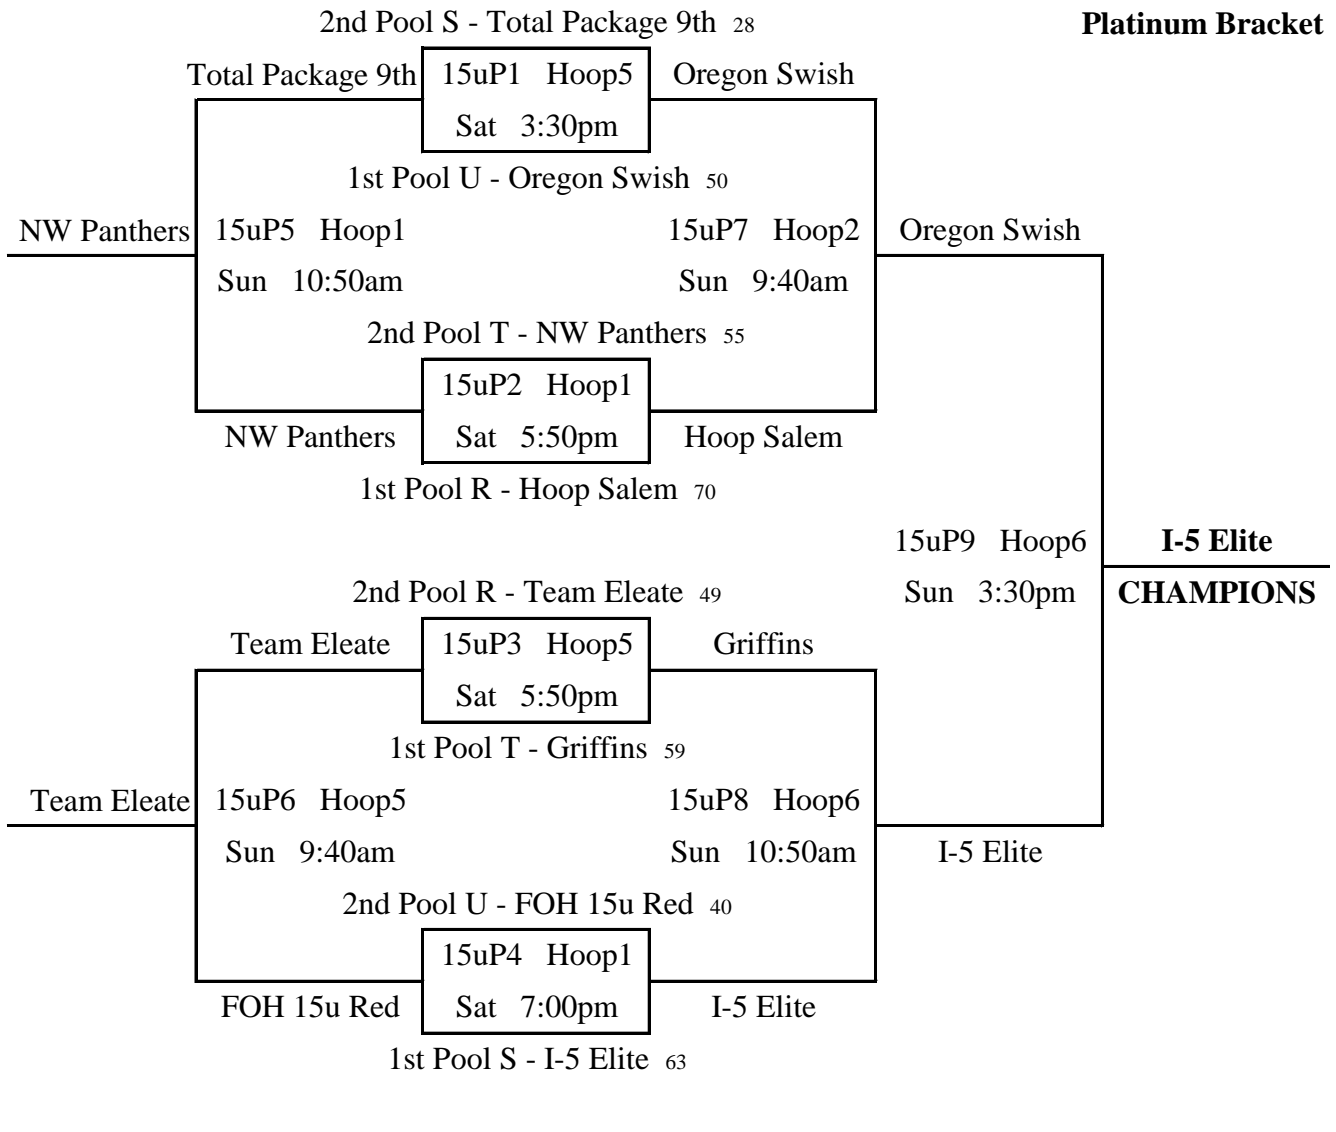 2nd Pool S - Total Package 9th 28
Platinum Bracket
Total Package 9th
15uP1 Hoop5
Oregon Swish
Sat 3:30pm
1st Pool U - Oregon Swish 50
NW Panthers
15uP5 Hoop1
15uP7 Hoop2
Oregon Swish
Sun 10:50am
Sun 9:40am
2nd Pool T - NW Panthers 55
15uP2 Hoop1
NW Panthers
Sat 5:50pm
Hoop Salem
1st Pool R - Hoop Salem 70
15uP9 Hoop6
I-5 Elite
Sun 3:30pm
CHAMPIONS
2nd Pool R - Team Eleate 49
Team Eleate
15uP3 Hoop5
Griffins
Sat 5:50pm
1st Pool T - Griffins 59
Team Eleate
15uP6 Hoop5
15uP8 Hoop6
Sun 9:40am
Sun 10:50am
I-5 Elite
2nd Pool U - FOH 15u Red 40
15uP4 Hoop1
FOH 15u Red
Sat 7:00pm
I-5 Elite
1st Pool S - I-5 Elite 63